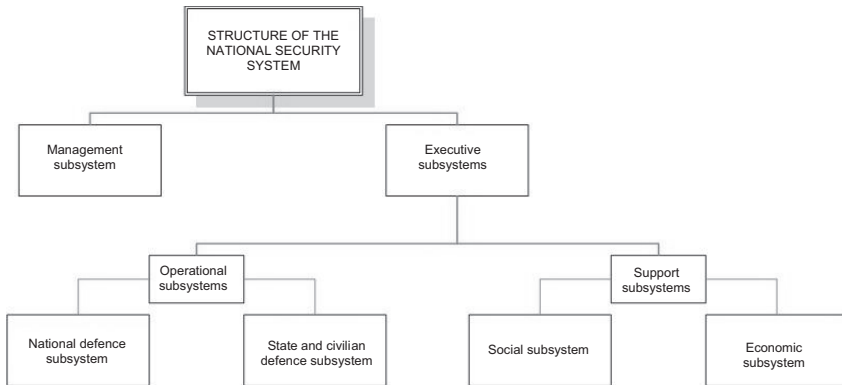 STRUCTURE OF THE
NATIONAL SECURITY
SYSTEM
Management
subsystem
Executive
subsystems
Operational
subsystems
Support
subsystems
National defence
subsystem
State and civilian
defence subsystem
Social subsystem
Economic
subsystem